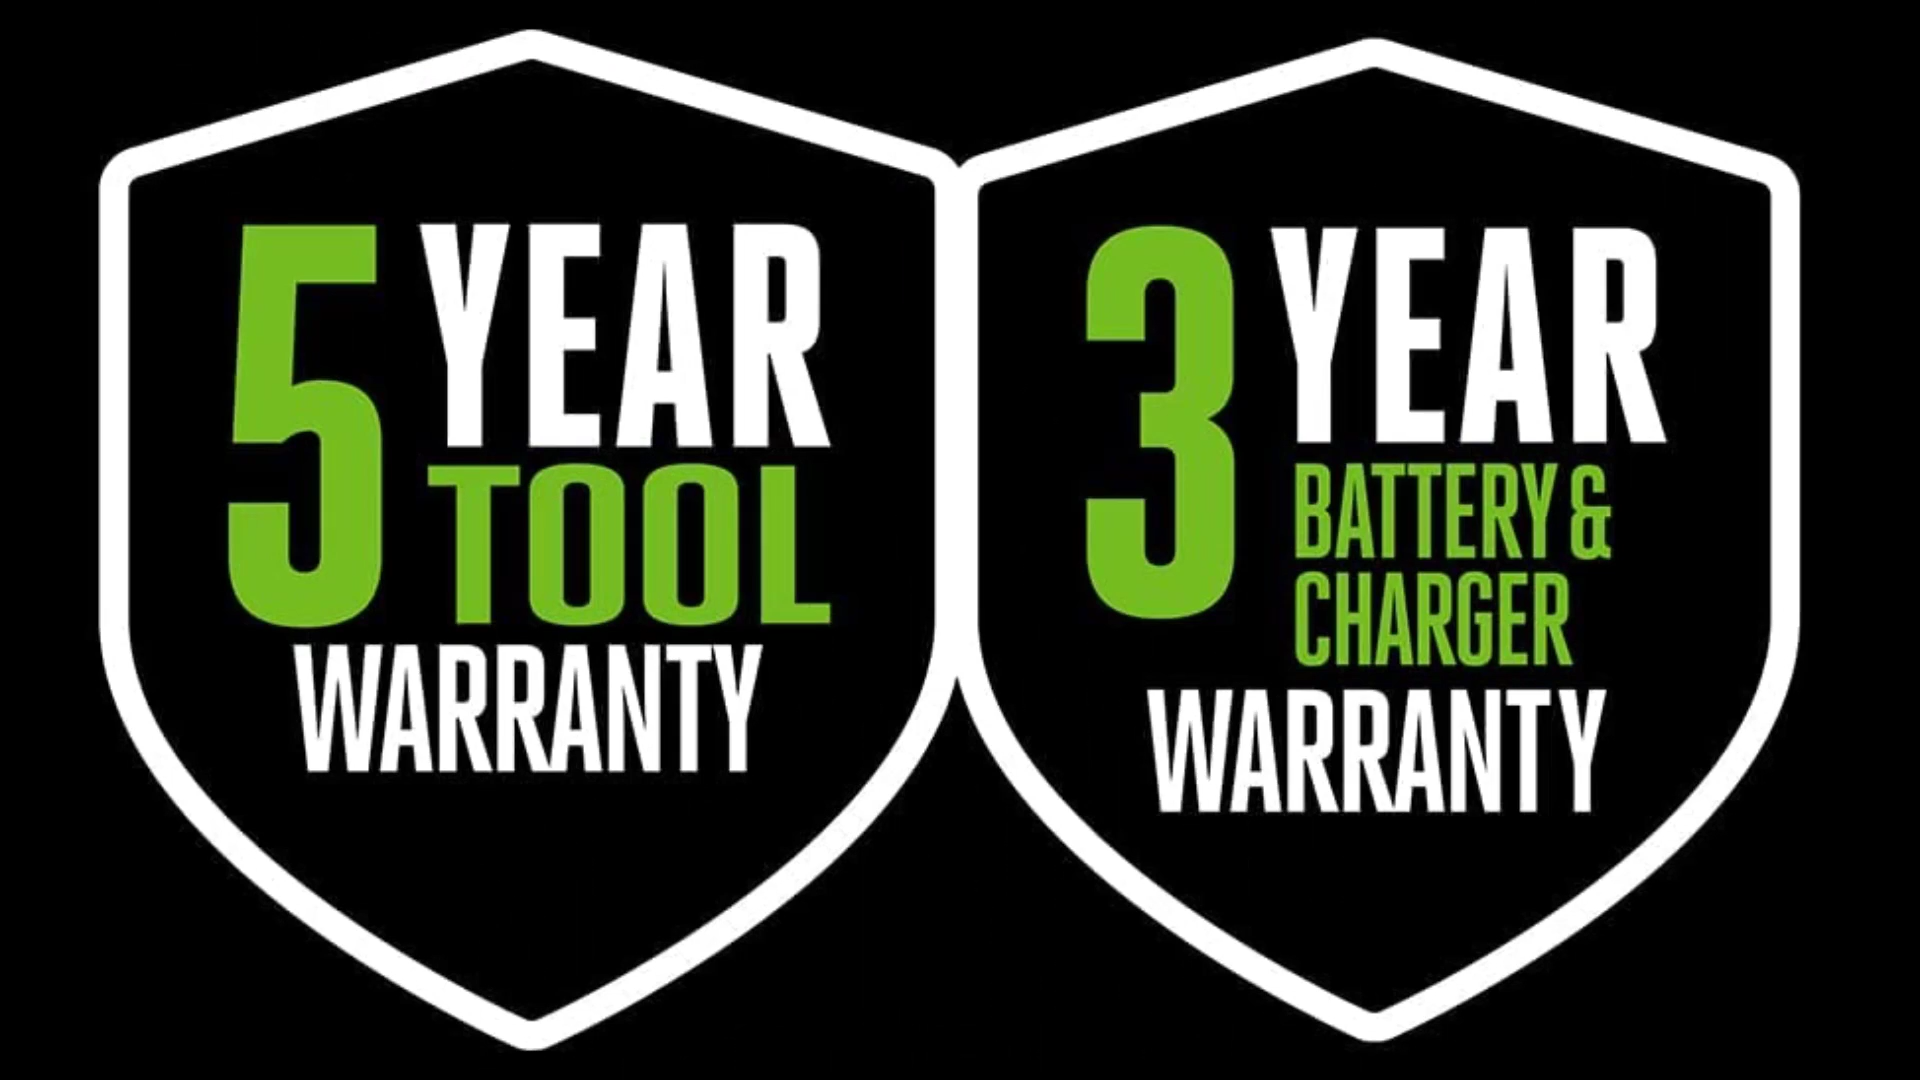 5 YEAR
TOOL
WARRANTY
3 YEAR
BATTERY &
CHARGER
WARRANTY